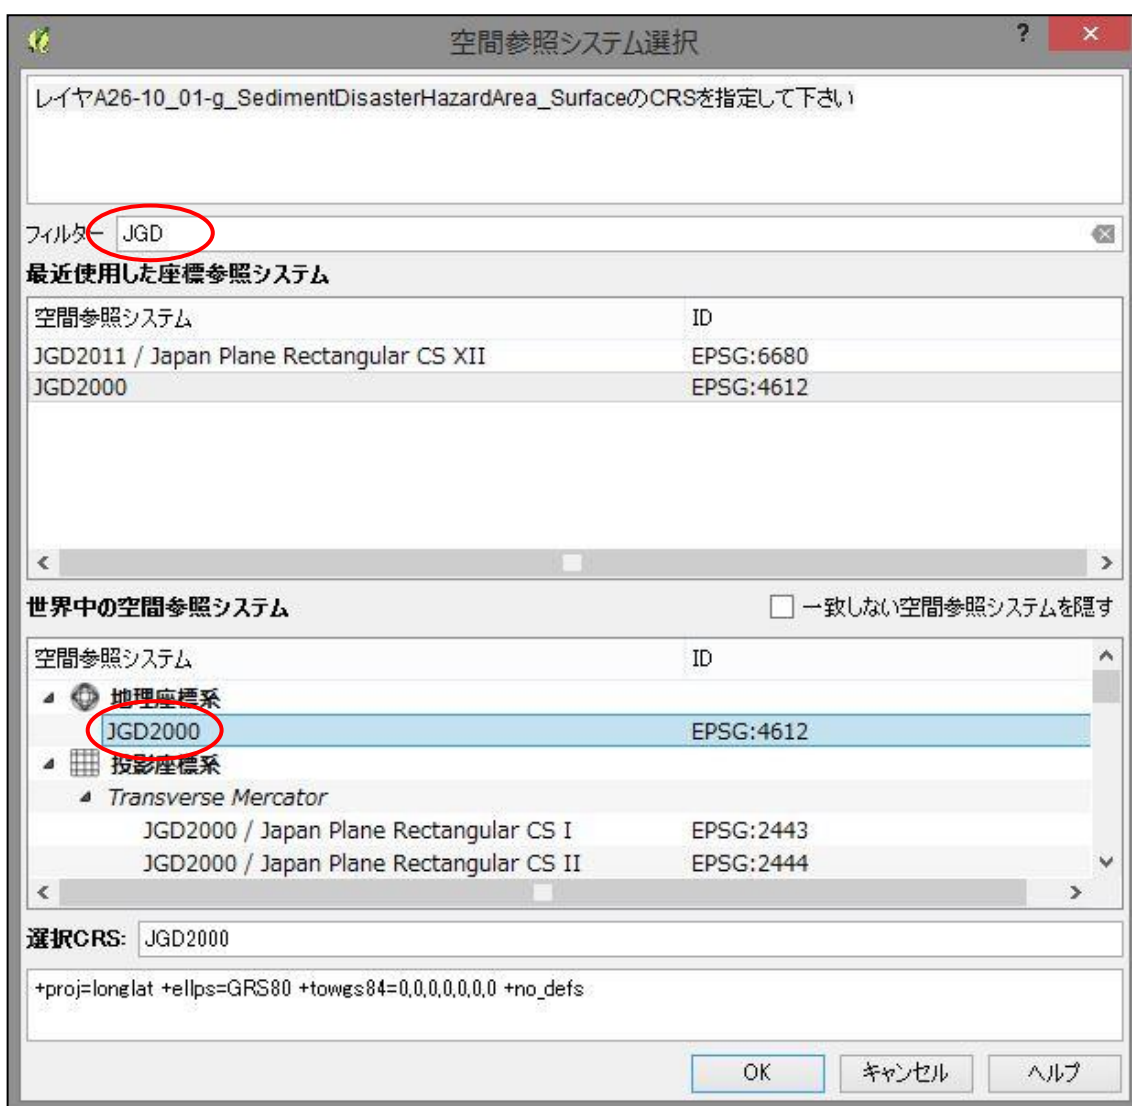 空間参照システム選択
?
レイヤA26-10_01-g_SedimentDisasterHazardArea_SurfaceのCRSを指定して下さい
フィルター JGD
最近使用した座標参照システム
空間参照システム ID
JGD2011 / Japan Plane Rectangular CS XII EPSG:6680
JGD2000 EPSG:4612
世界中の空間参照システム 一致しない空間参照システムを隠す
空間参照システム ID
地理座標系
JGD2000 EPSG:4612
投影座標系
Transverse Mercator
JGD2000 / Japan Plane Rectangular CS I EPSG:2443
JGD2000 / Japan Plane Rectangular CS II EPSG:2444
選択CRS: JGD2000
+proj=longlat +ellps=GRS80 +towgs84=0,0,0,0,0,0,0 +no_defs
OK キャンセル ヘルプ